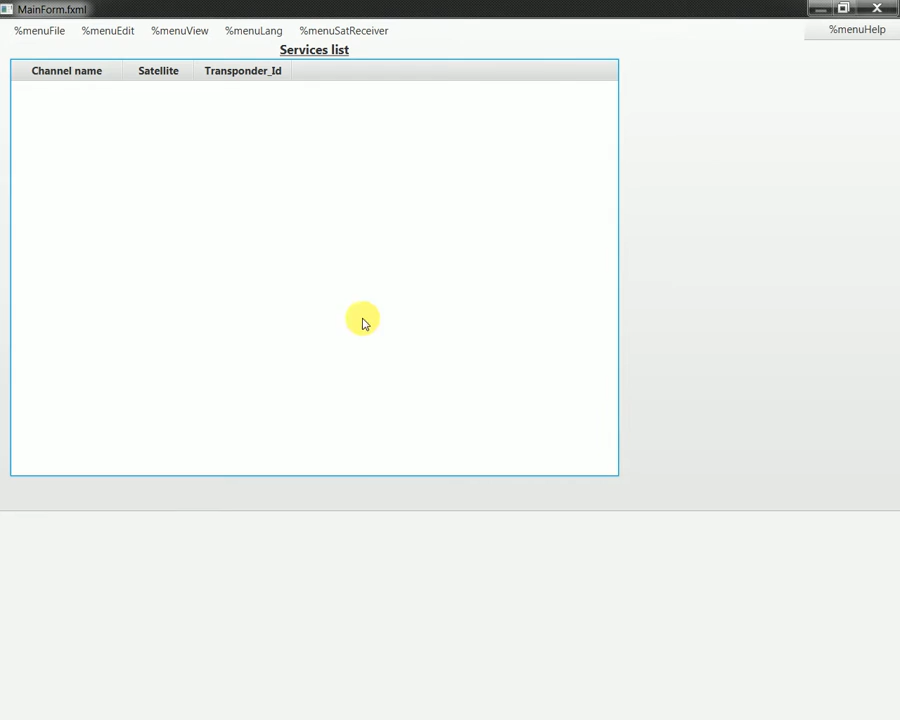 MainForm.fxml
%menuFile %menuEdit %menuView %menuLang %menuSatReceiver %menuHelp
Services list
Channel name Satellite Transponder_Id